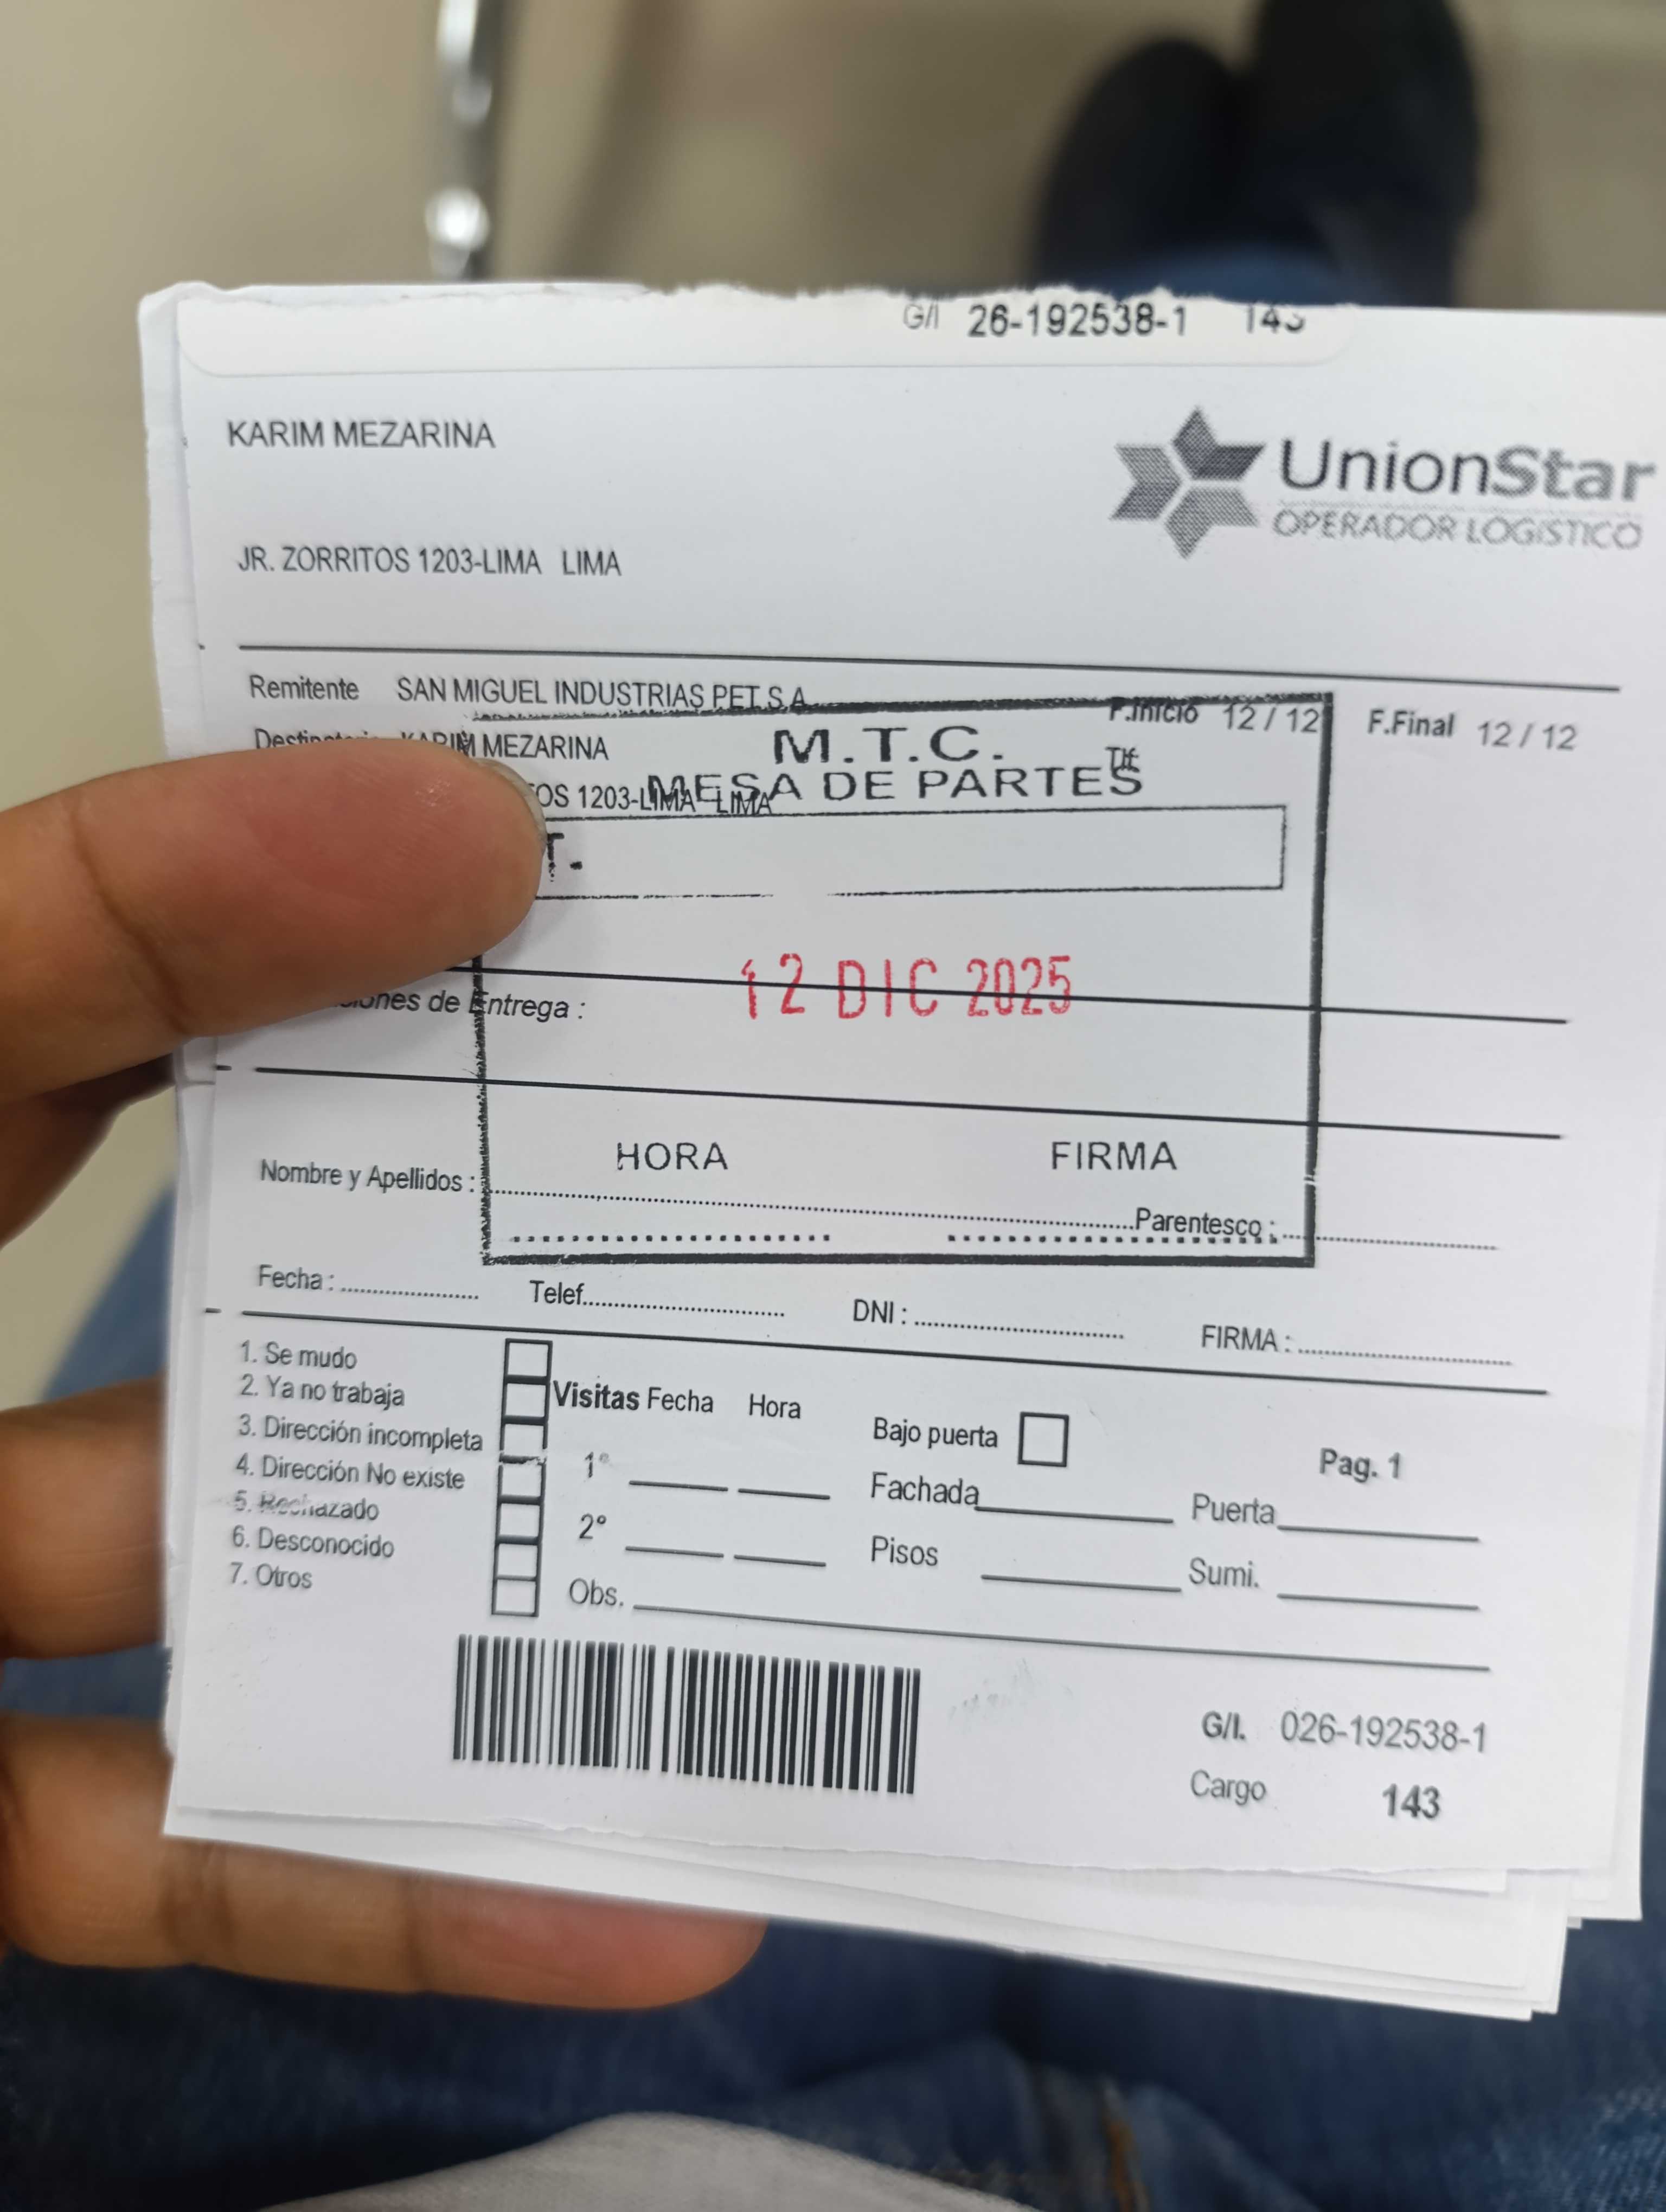 G/I 26-192538-1 143
KARIM MEZARINA
UnionStar
OPERADOR LOGISTICO
JR. ZORRITOS 1203-LIMA LIMA
Remitente SAN MIGUEL INDUSTRIAS PET S.A.
F.Inicio 12 / 12 F.Final 12 / 12
MEZARINA
M.T.C.
Tlf.
OS 1203-LIMA LIMA
MESA DE PARTES
T.
12 DIC 2025
de Entrega :
HORA FIRMA
Nombre y Apellidos : Parentesco :
Fecha : Telef. DNI : FIRMA :
1. Se mudo
2. Ya no trabaja
3. Dirección incompleta
4. Dirección No existe
5. Rechazado
6. Desconocido
7. Otros
Visitas Fecha Hora
1°
2°
Obs.
Bajo puerta
Pag. 1
Fachada Puerta
Pisos Sumi.
G/I. 026-192538-1
Cargo 143